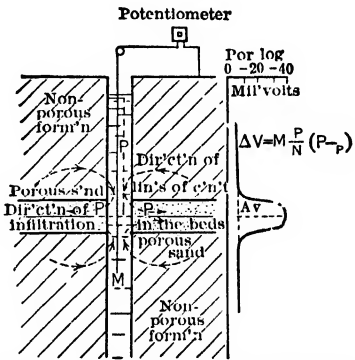 Potentiometer
Por log
0 -20 -40
Mil'volts
Non-
porous
form'n
P
ΔV=M P/N (P-p)
Dir'ct'n of
lin's of c'n't
Porous s'nd
Dir'ct'n of
infiltration
P
P
in the beds
porous
sand
Δv
M
Non-
porous
form'n